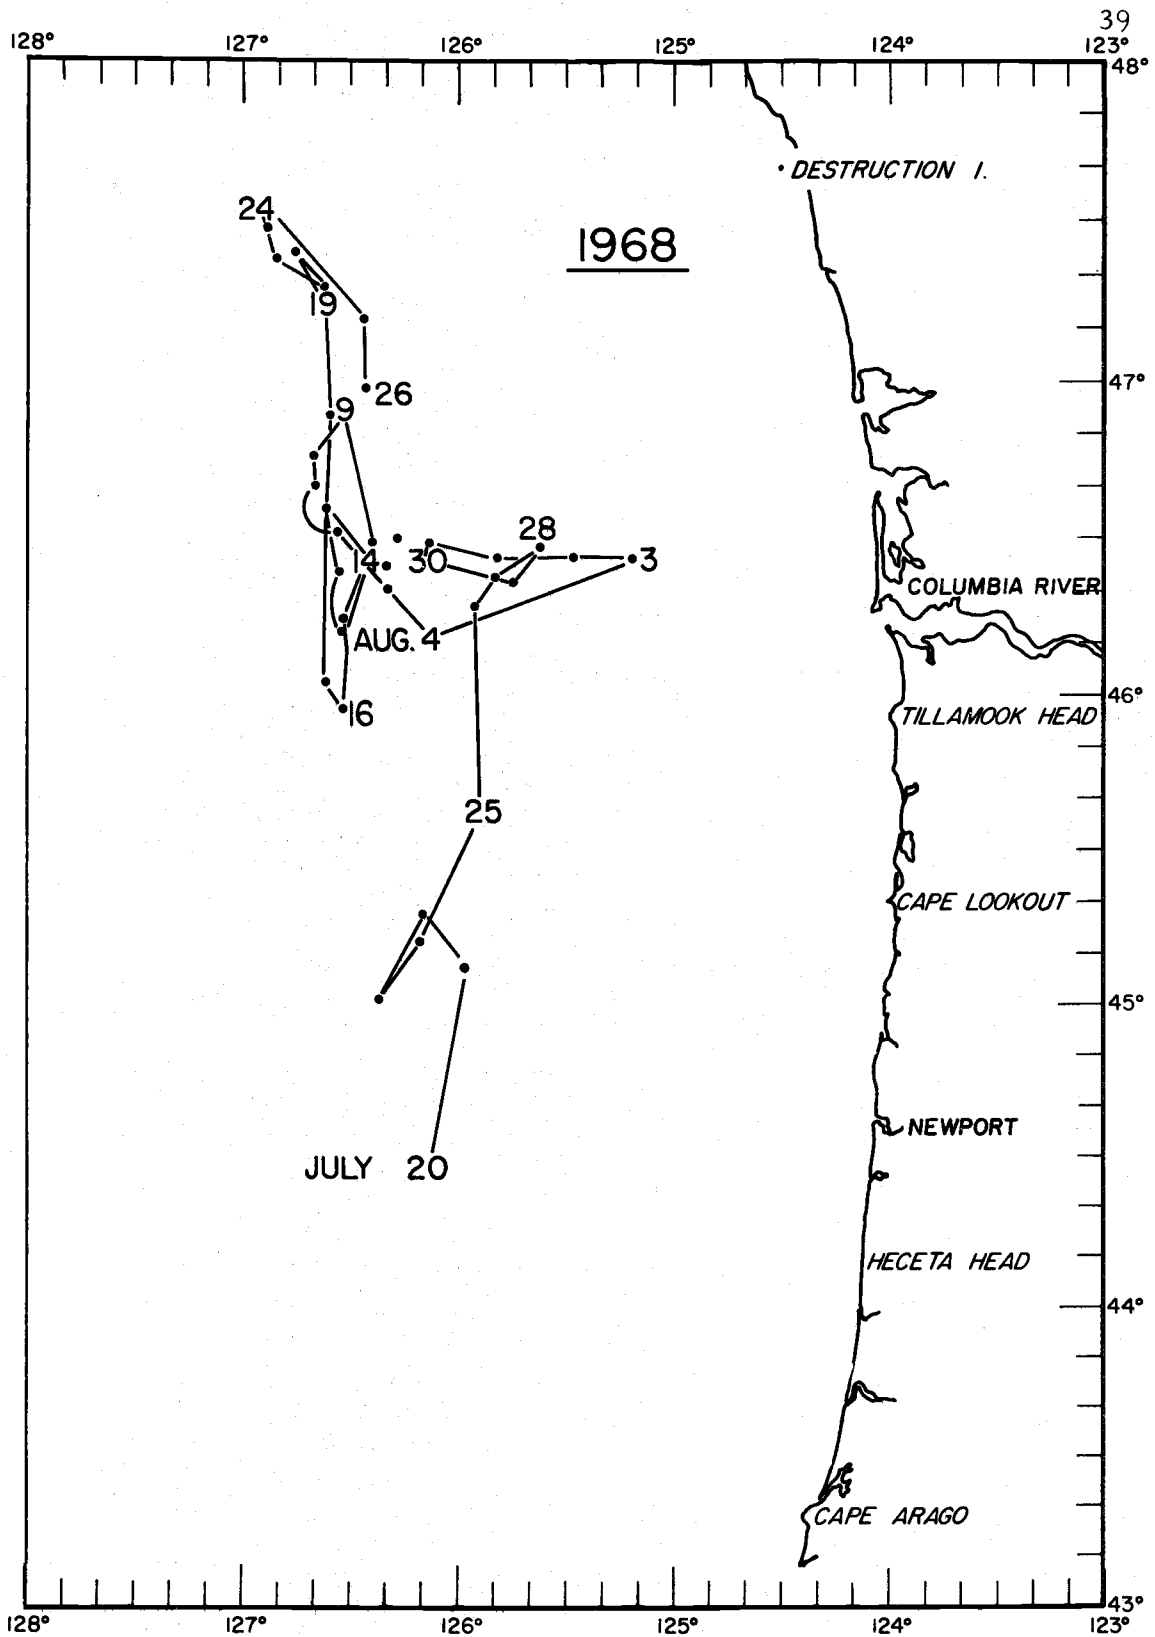 39
128° 127° 126° 125° 124° 123°
48°
DESTRUCTION I.
24
1968
19
47°
26
9
28
14 30 3
COLUMBIA RIVER
AUG. 4
46°
16 TILLAMOOK HEAD
25
CAPE LOOKOUT
45°
NEWPORT
JULY 20
HECETA HEAD
44°
CAPE ARAGO
43°
128° 127° 126° 125° 124° 123°